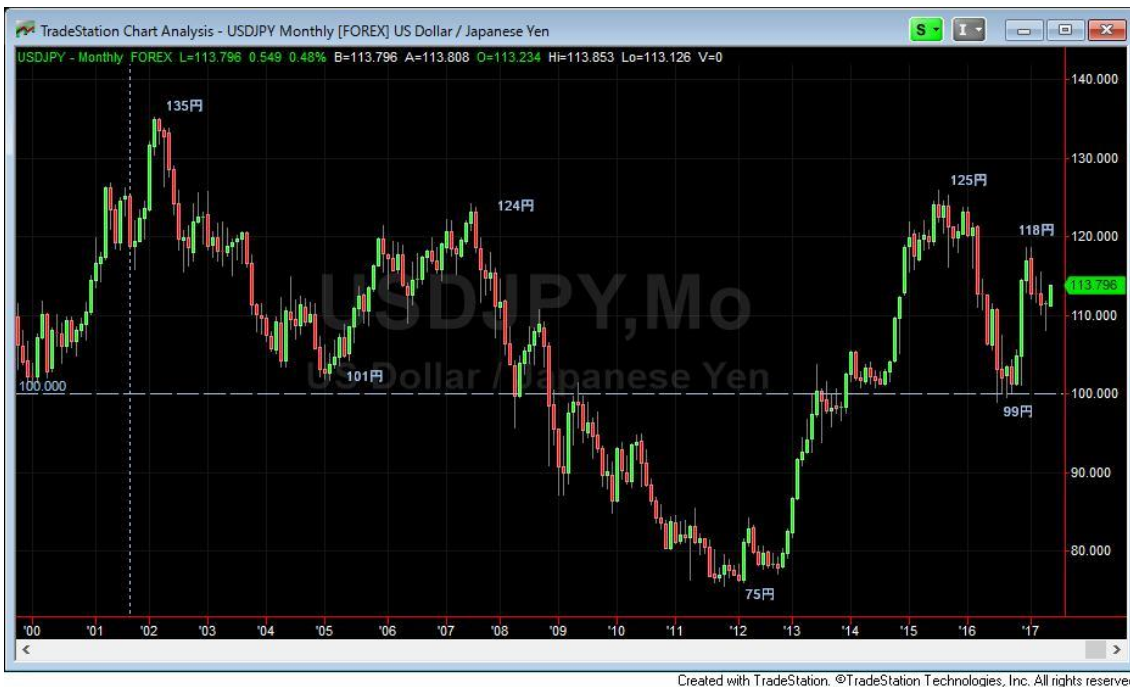 TradeStation Chart Analysis - USDJPY Monthly [FOREX] US Dollar / Japanese Yen
S
I
USDJPY - Monthly FOREX L=113.796 0.549 0.48% B=113.796 A=113.808 O=113.234 Hi=113.853 Lo=113.126 V=0
140.000
135円
130.000
125円
124円
118円
120.000
113.796
USDJPY,Mo
110.000
US Dollar / Japanese Yen
101円
100.000
100.000
99円
90.000
80.000
75円
'00 '01 '02 '03 '04 '05 '06 '07 '08 '09 '10 '11 '12 '13 '14 '15 '16 '17
Created with TradeStation. ©TradeStation Technologies, Inc. All rights reserved